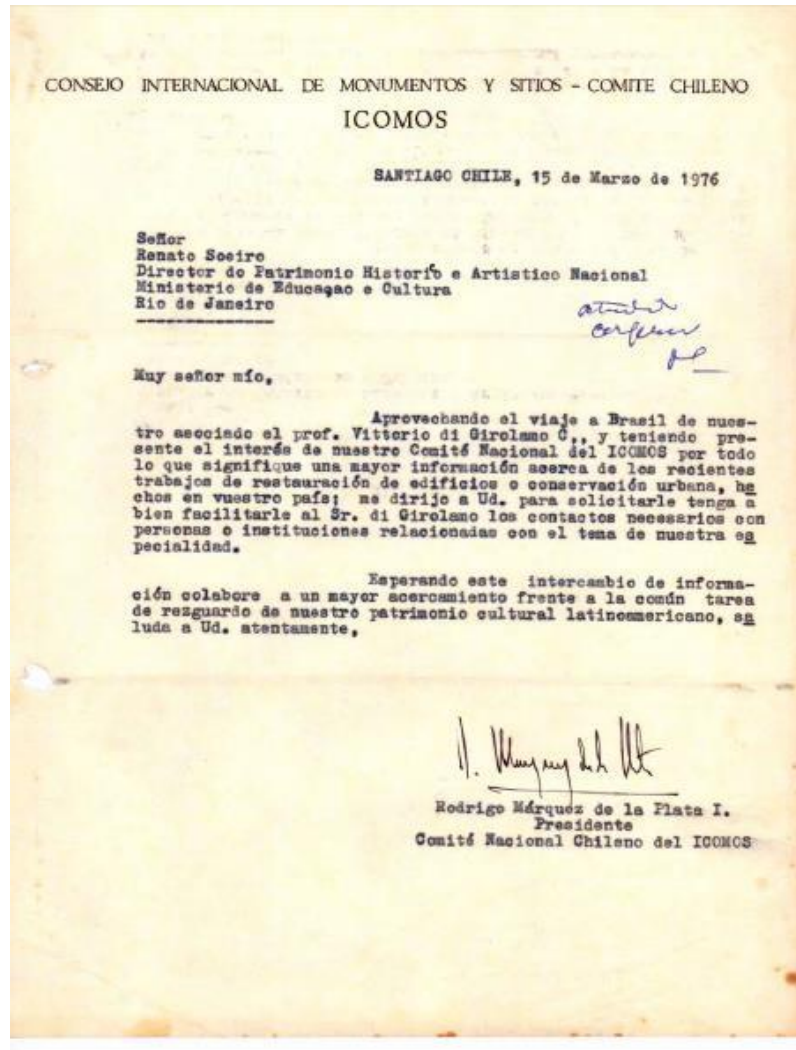 CONSEJO INTERNACIONAL DE MONUMENTOS Y SITIOS - COMITE CHILENO
ICOMOS
SANTIAGO CHILE, 15 de Marzo de 1976
Señor
Renato Soeiro
Director do Patrimonio Historico e Artistico Nacional
Ministerio de Educaçao e Cultura
Rio de Janeiro
Muy señor mío,
Aprovechando el viaje a Brasil de nues-
tro asociado el prof. Vittorio di Girolamo C,, y teniendo pre-
sente el interés de nuestro Comité Nacional del ICOMOS por todo
lo que signifique una mayor información acerca de los recientes
trabajos de restauración de edificios o conservación urbana, he
chos en vuestro país; me dirijo a Ud. para solicitarle tenga a
bien facilitarle al Sr. di Girolamo los contactos necesarios con
personas o instituciones relacionadas con el tema de nuestra es
pecialidad.
Esperando este intercambio de informa-
ción colabore a un mayor acercamiento frente a la común tarea
de rezguardo de nuestro patrimonio cultural latinoamericano, sa
luda a Ud. atentamente,
Rodrigo Márquez de la Plata I.
Presidente
Comité Nacional Chileno del ICOMOS